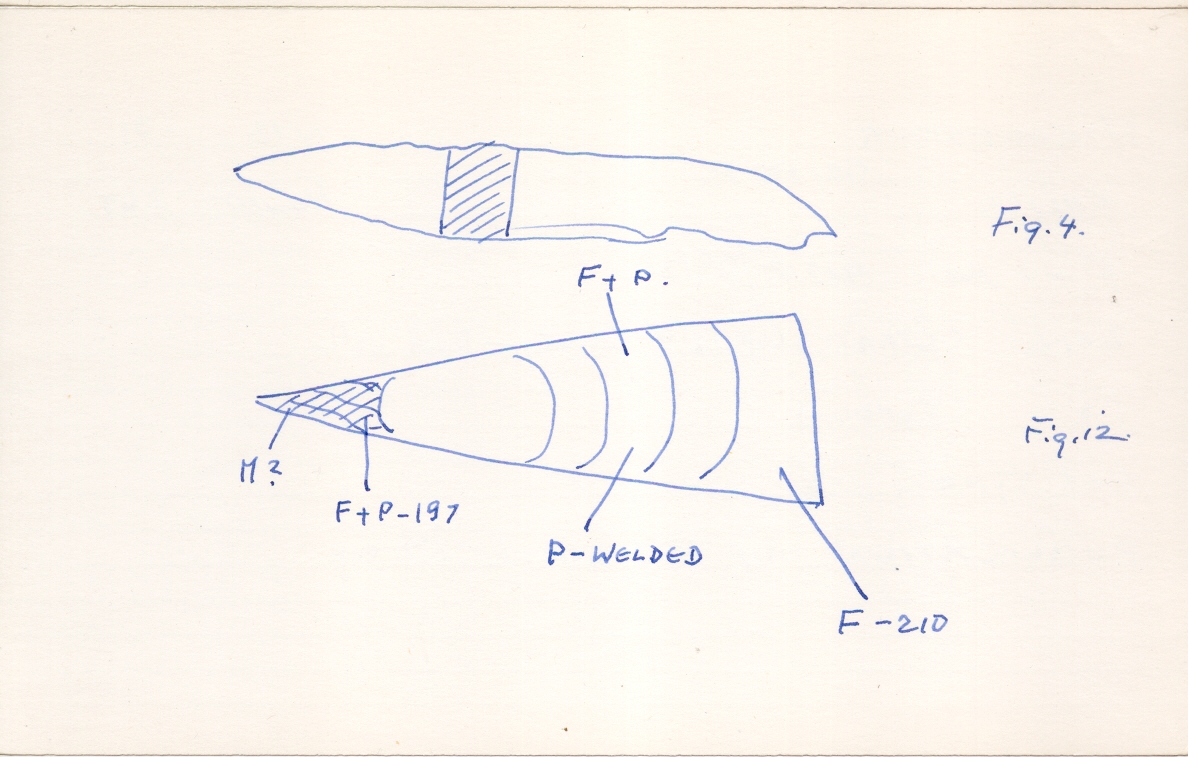 Fig. 4.
F + P.
Fig. 12.
M?
F+P-197
P-WELDED
F-210